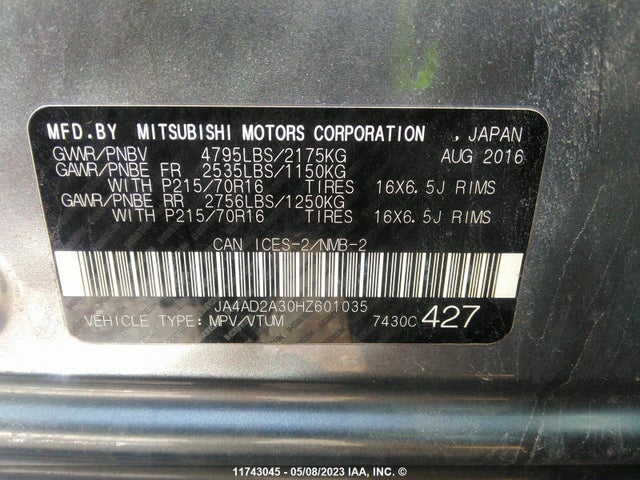 MFD.BY MITSUBISHI MOTORS CORPORATION , JAPAN
GVWR/PNBV 4795LBS/2175KG AUG 2016
GAWR/PNBE FR 2535LBS/1150KG
WITH P215/70R16 TIRES 16X6.5J RIMS
GAWR/PNBE RR 2756LBS/1250KG
WITH P215/70R16 TIRES 16X6.5J RIMS
CAN ICES-2/NMB-2
JA4AD2A30HZ601035
VEHICLE TYPE: MPV/VTUM 7430C 427
11743045 - 05/08/2023 IAA, INC. ©